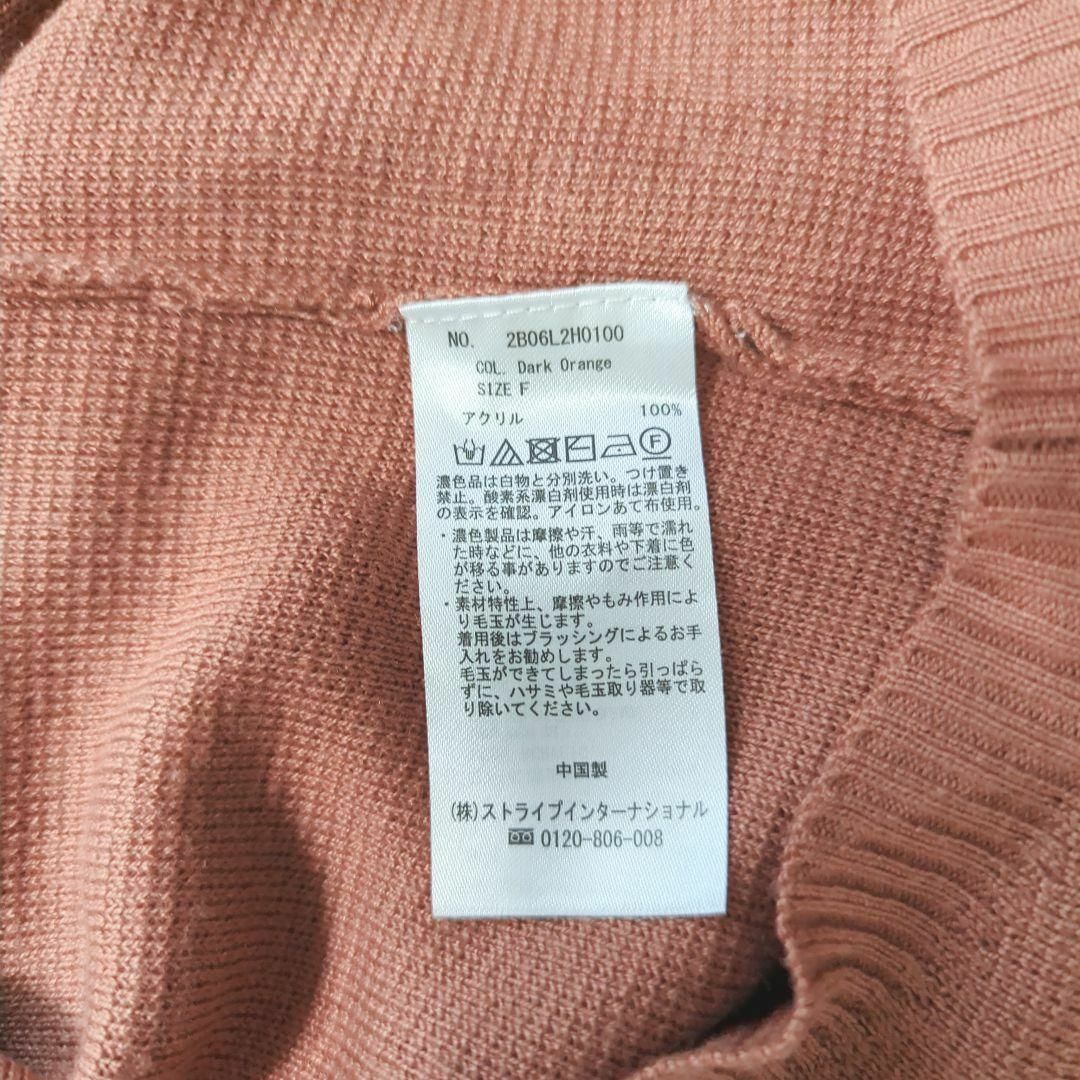 NO. 2B06L2H0100
COL. Dark Orange
SIZE F
アクリル 100%
F
濃色品は白物と分別洗い。つけ置き
禁止。酸素系漂白剤使用時は漂白剤
の表示を確認。アイロンあて布使用。
・濃色製品は摩擦や汗、雨等で濡れ
た時などに、他の衣料や下着に色
が移る事がありますのでご注意く
ださい。
・素材特性上、摩擦やもみ作用によ
り毛玉が生じます。
着用後はブラッシングによるお手
入れをお勧めします。
毛玉ができてしまったら引っぱら
ずに、ハサミや毛玉取り器等で取
り除いてください。
中国製
(株)ストライプインターナショナル
0120-806-008